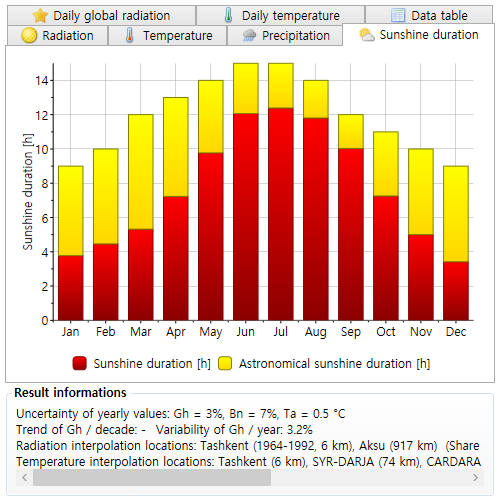 Daily global radiation
Daily temperature
Data table
Radiation
Temperature
Precipitation
Sunshine duration
Sunshine duration [h]
14
12
10
8
6
4
2
0
Jan Feb Mar Apr May Jun Jul Aug Sep Oct Nov Dec
Sunshine duration [h] Astronomical sunshine duration [h]
Result informations
Uncertainty of yearly values: Gh = 3%, Bn = 7%, Ta = 0.5 °C
Trend of Gh / decade: - Variability of Gh / year: 3.2%
Radiation interpolation locations: Tashkent (1964-1992, 6 km), Aksu (917 km) (Share
Temperature interpolation locations: Tashkent (6 km), SYR-DARJA (74 km), CARDARA